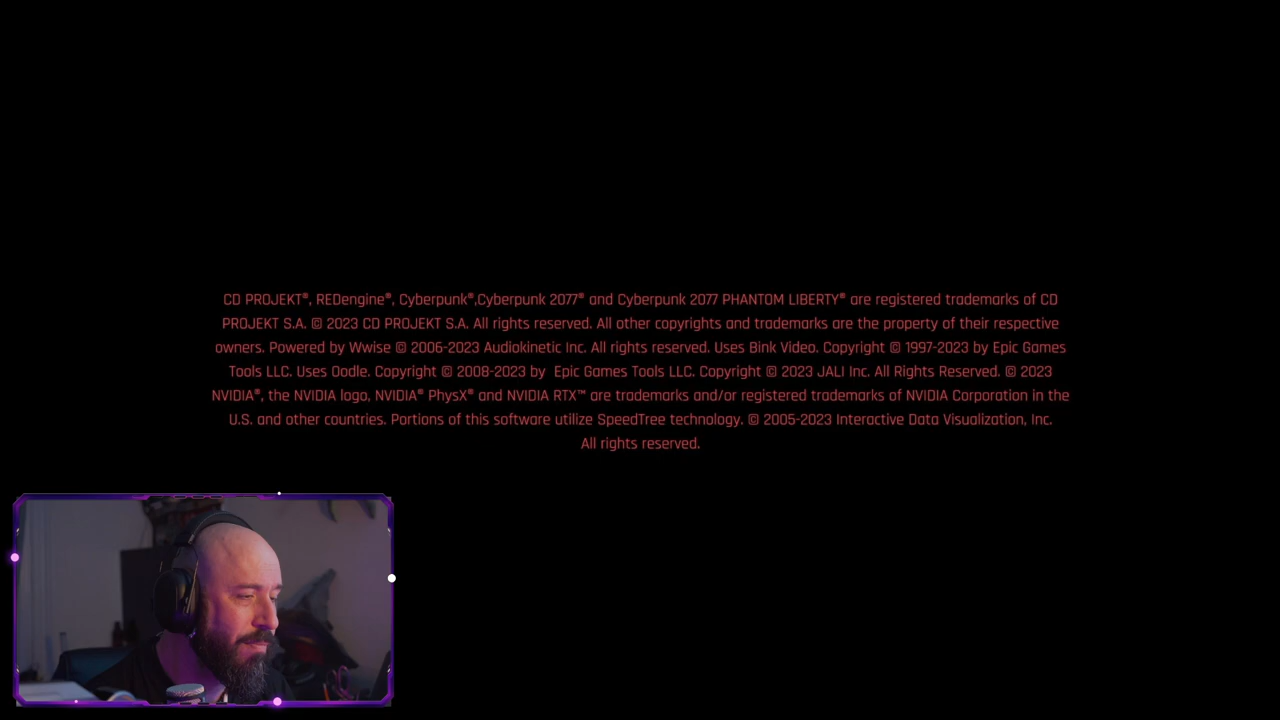 CD PROJEKT®, REDengine®, Cyberpunk®,Cyberpunk 2077® and Cyberpunk 2077 PHANTOM LIBERTY® are registered trademarks of CD
PROJEKT S.A. © 2023 CD PROJEKT S.A. All rights reserved. All other copyrights and trademarks are the property of their respective
owners. Powered by Wwise © 2006-2023 Audiokinetic Inc. All rights reserved. Uses Bink Video. Copyright © 1997-2023 by Epic Games
Tools LLC. Uses Oodle. Copyright © 2008-2023 by  Epic Games Tools LLC. Copyright © 2023 JALI Inc. All Rights Reserved. © 2023
NVIDIA®, the NVIDIA logo, NVIDIA® PhysX® and NVIDIA RTX™ are trademarks and/or registered trademarks of NVIDIA Corporation in the
U.S. and other countries. Portions of this software utilize SpeedTree technology. © 2005-2023 Interactive Data Visualization, Inc.
All rights reserved.